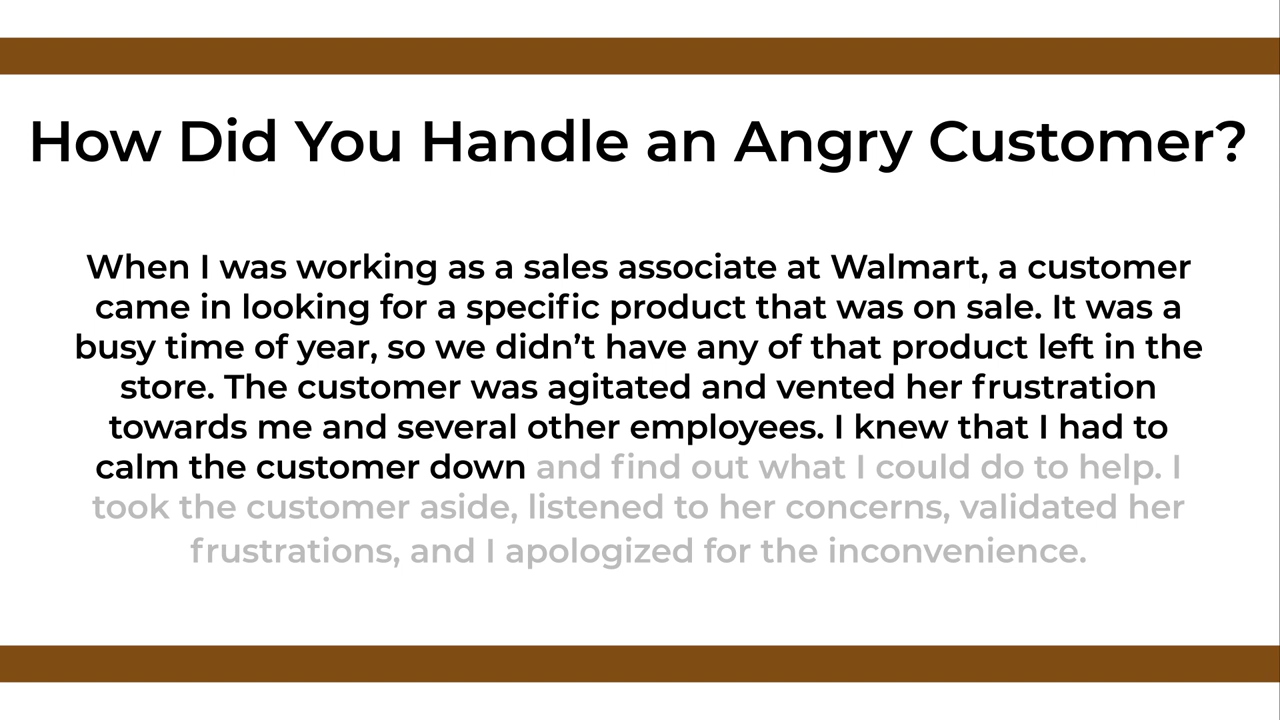 How Did You Handle an Angry Customer?
When I was working as a sales associate at Walmart, a customer
came in looking for a specific product that was on sale. It was a
busy time of year, so we didn’t have any of that product left in the
store. The customer was agitated and vented her frustration
towards me and several other employees. I knew that I had to
calm the customer down and find out what I could do to help. I
took the customer aside, listened to her concerns, validated her
frustrations, and I apologized for the inconvenience.